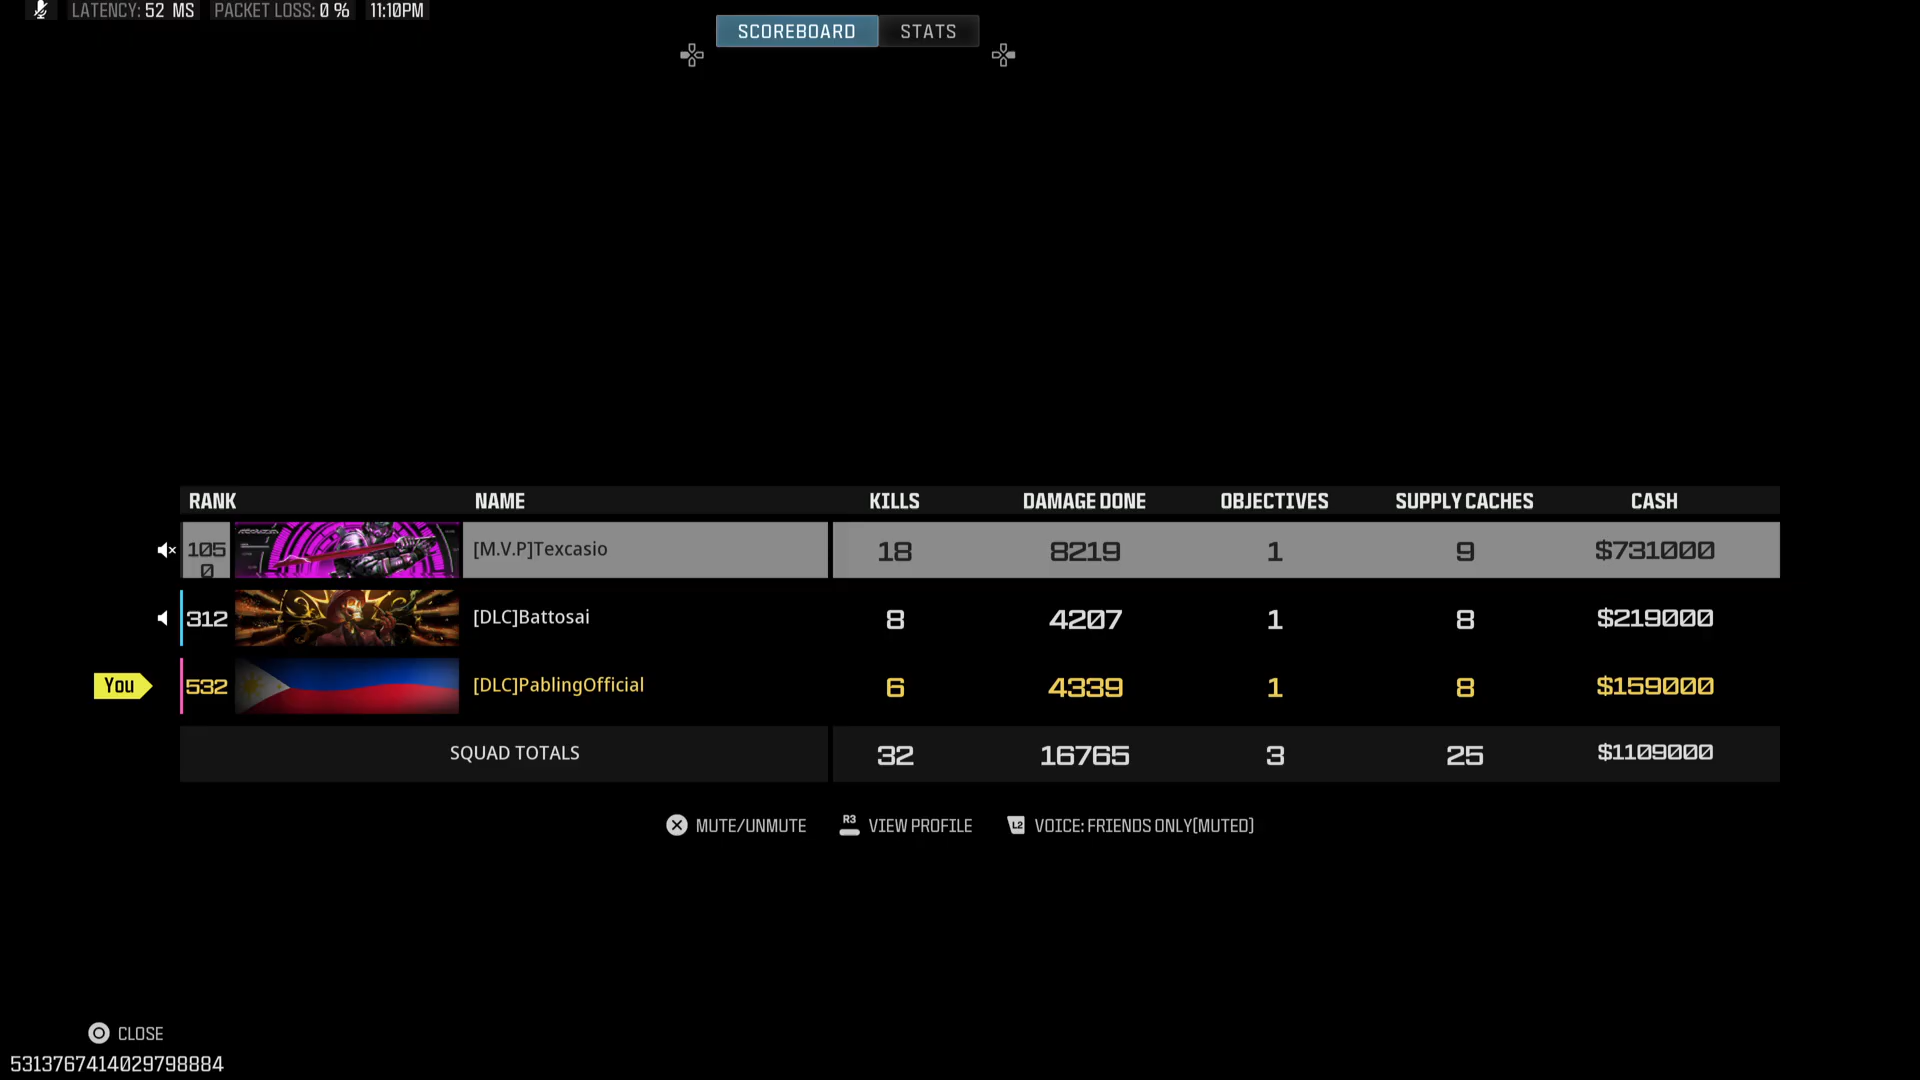 LATENCY: 52 MS PACKET LOSS: 0 % 11:10PM
SCOREBOARD STATS
RANK NAME KILLS DAMAGE DONE OBJECTIVES SUPPLY CACHES CASH
1050 [M.V.P]Texcasio 18 8219 1 9 $731000
312 [DLC]Battosai 8 4207 1 8 $219000
You 532 [DLC]PablingOfficial 6 4339 1 8 $159000
SQUAD TOTALS 32 16765 3 25 $1109000
MUTE/UNMUTE R3 VIEW PROFILE L2 VOICE: FRIENDS ONLY(MUTED)
CLOSE
5313767414029798884